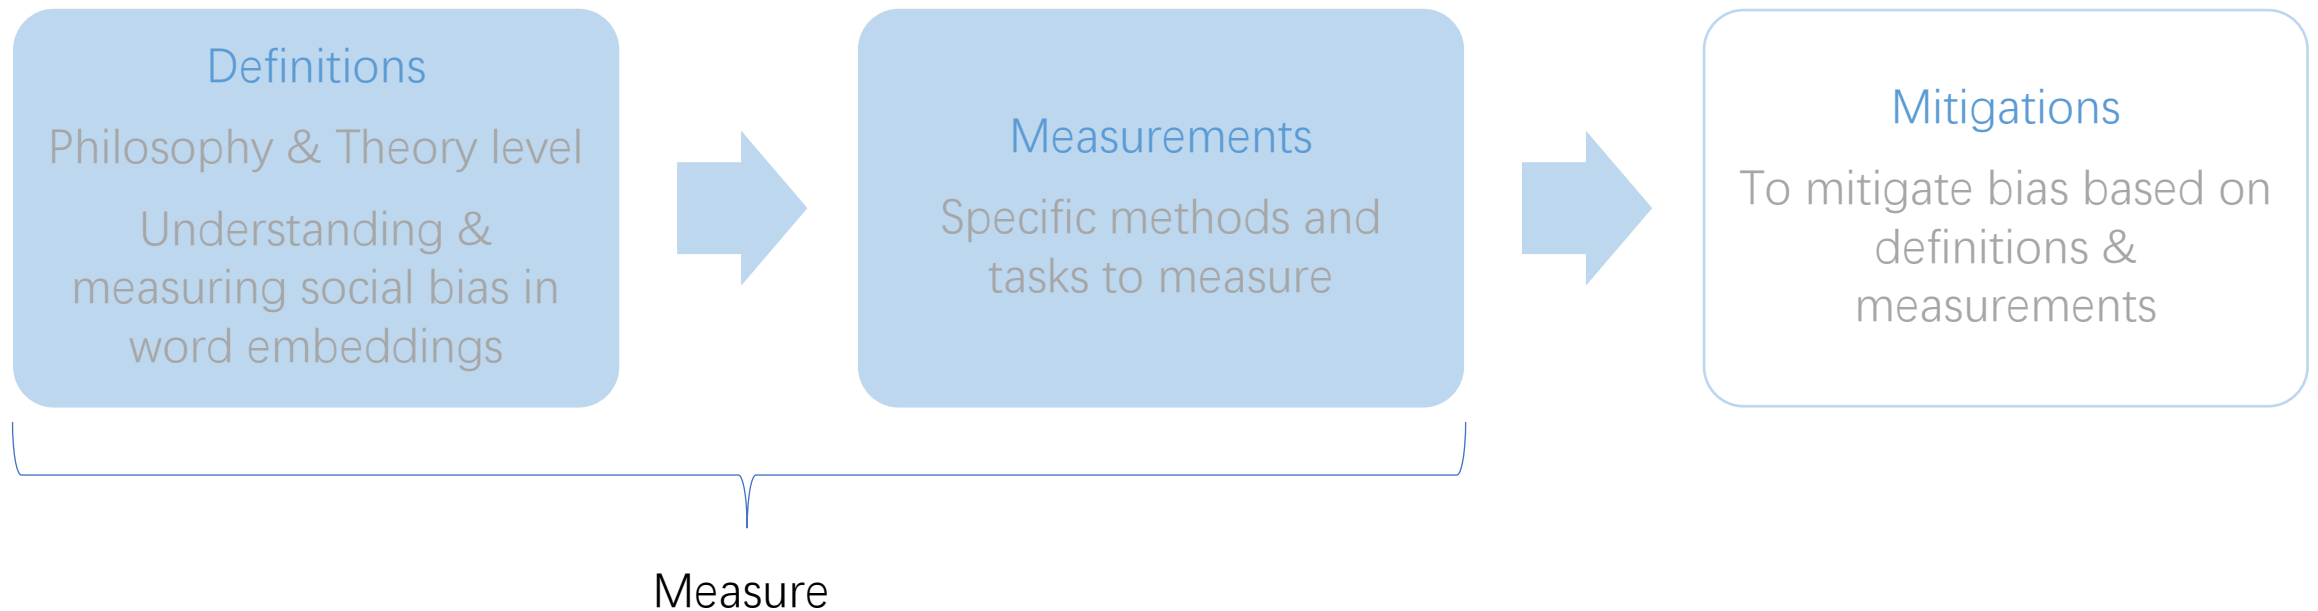 Definitions
Philosophy & Theory level
Understanding &
measuring social bias in
word embeddings
Measurements
Specific methods and
tasks to measure
Mitigations
To mitigate bias based on
definitions &
measurements
Measure